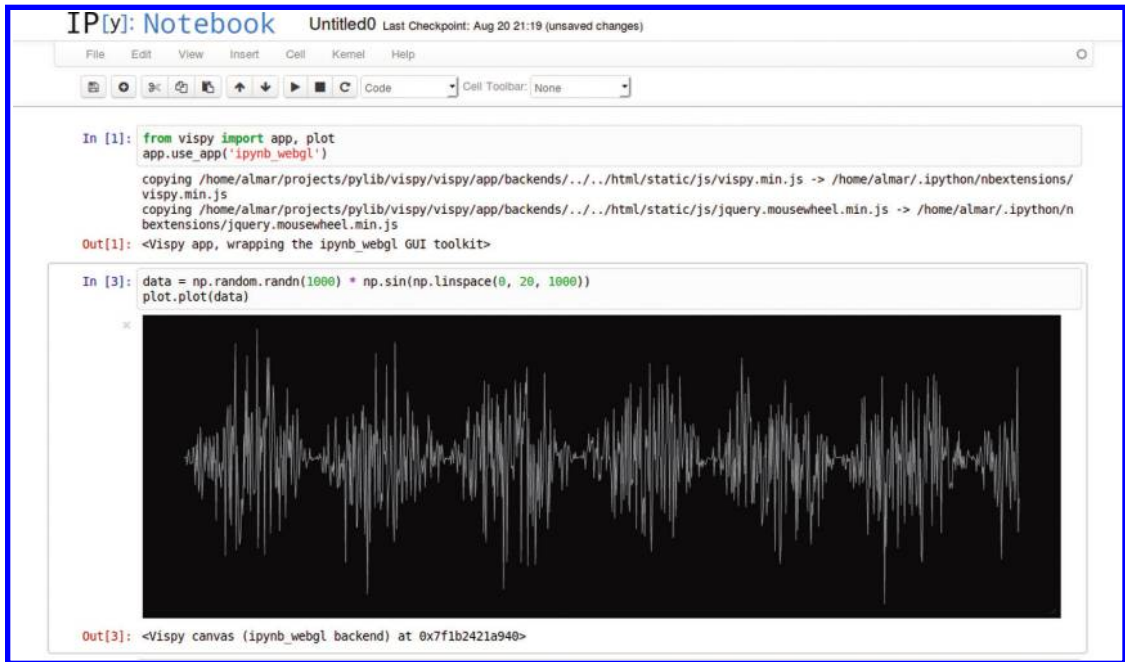 IP[y]: Notebook Untitled0 Last Checkpoint: Aug 20 21:19 (unsaved changes)
File Edit View Insert Cell Kernel Help
Code Cell Toolbar: None
In [1]: from vispy import app, plot
app.use_app('ipynb_webgl')
copying /home/almar/projects/pylib/vispy/vispy/app/backends/../../html/static/js/vispy.min.js -> /home/almar/.ipython/nbextensions/
vispy.min.js
copying /home/almar/projects/pylib/vispy/vispy/app/backends/../../html/static/js/jquery.mousewheel.min.js -> /home/almar/.ipython/n
bextensions/jquery.mousewheel.min.js
Out[1]: <Vispy app, wrapping the ipynb_webgl GUI toolkit>
In [3]: data = np.random.randn(1000) * np.sin(np.linspace(0, 20, 1000))
plot.plot(data)
Out[3]: <Vispy canvas (ipynb_webgl backend) at 0x7f1b2421a940>